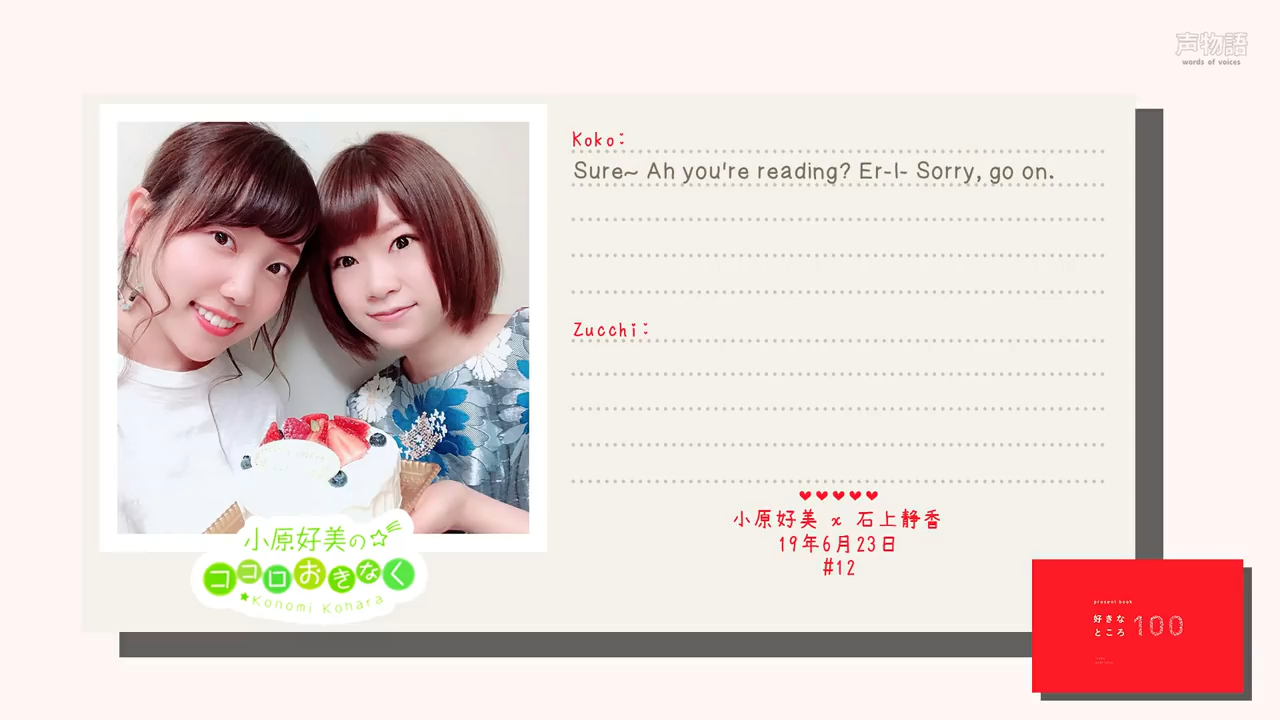 声物語
words of voices
Koko:
Sure~ Ah you're reading? Er-I- Sorry, go on.
Zucchi:
小原好美 x 石上静香
19年6月23日
#12
小原好美の
ココロおきなく
Konomi Kohara
present book
好きな
ところ
100